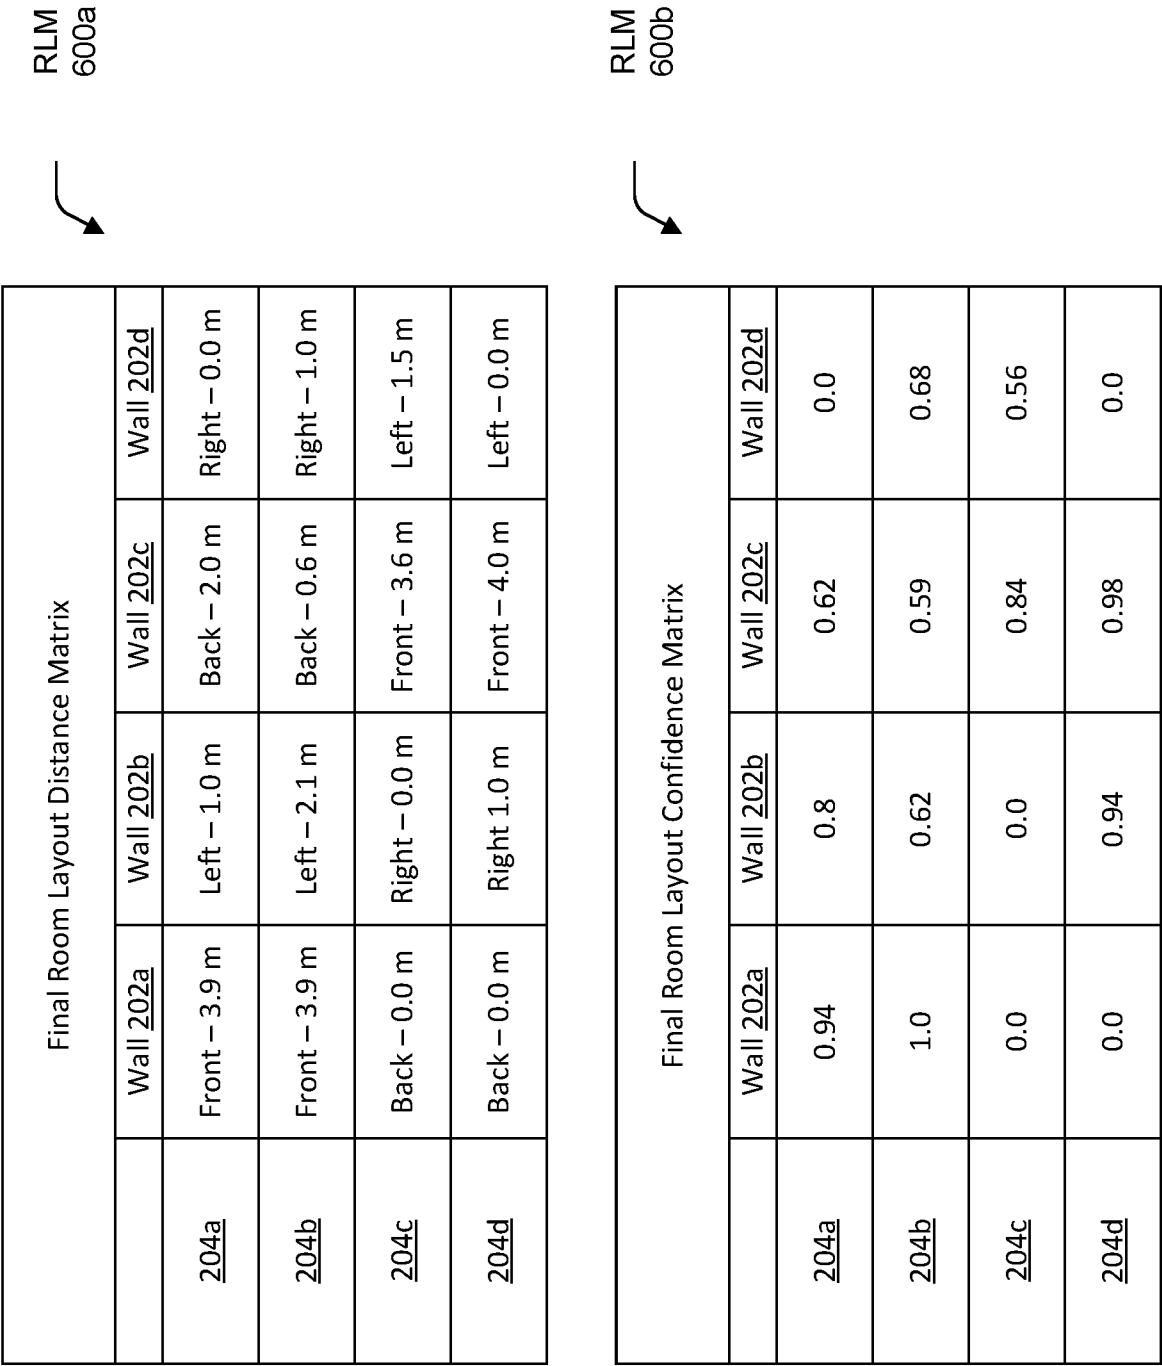 RLM
600a
Final Room Layout Distance Matrix
Wall 202a Wall 202b Wall 202c Wall 202d
204a Front – 3.9 m Left – 1.0 m Back – 2.0 m Right – 0.0 m
204b Front – 3.9 m Left – 2.1 m Back – 0.6 m Right – 1.0 m
204c Back – 0.0 m Right – 0.0 m Front – 3.6 m Left – 1.5 m
204d Back – 0.0 m Right 1.0 m Front – 4.0 m Left – 0.0 m
RLM
600b
Final Room Layout Confidence Matrix
Wall 202a Wall 202b Wall 202c Wall 202d
204a 0.94 0.8 0.62 0.0
204b 1.0 0.62 0.59 0.68
204c 0.0 0.0 0.84 0.56
204d 0.0 0.94 0.98 0.0